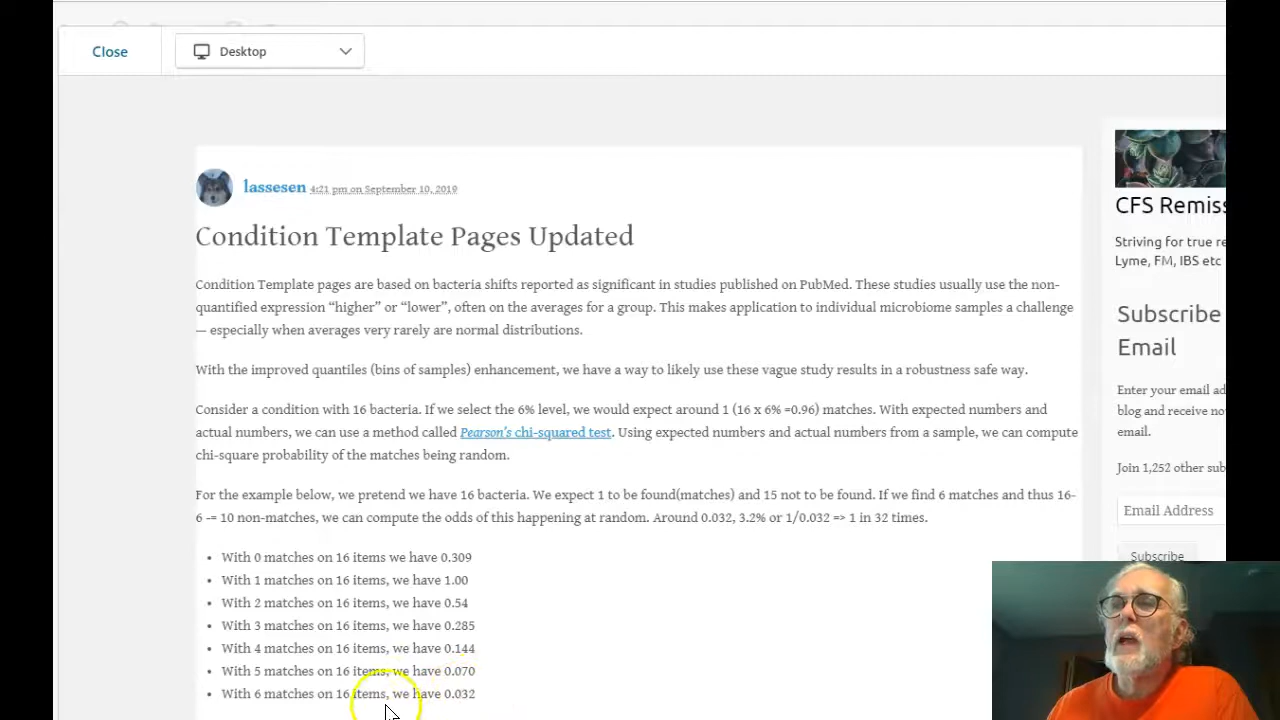 Close
Desktop
lassesen 4:21 pm on September 10, 2019
Condition Template Pages Updated
Condition Template pages are based on bacteria shifts reported as significant in studies published on PubMed. These studies usually use the non-
quantified expression “higher” or “lower”, often on the averages for a group. This makes application to individual microbiome samples a challenge
— especially when averages very rarely are normal distributions.
With the improved quantiles (bins of samples) enhancement, we have a way to likely use these vague study results in a robustness safe way.
Consider a condition with 16 bacteria. If we select the 6% level, we would expect around 1 (16 x 6% =0.96) matches. With expected numbers and
actual numbers, we can use a method called Pearson’s chi-squared test. Using expected numbers and actual numbers from a sample, we can compute
chi-square probability of the matches being random.
For the example below, we pretend we have 16 bacteria. We expect 1 to be found(matches) and 15 not to be found. If we find 6 matches and thus 16-
6 -= 10 non-matches, we can compute the odds of this happening at random. Around 0.032, 3.2% or 1/0.032 => 1 in 32 times.
• With 0 matches on 16 items we have 0.309
• With 1 matches on 16 items, we have 1.00
• With 2 matches on 16 items, we have 0.54
• With 3 matches on 16 items, we have 0.285
• With 4 matches on 16 items, we have 0.144
• With 5 matches on 16 items, we have 0.070
• With 6 matches on 16 items, we have 0.032
CFS Remiss
Striving for true re
Lyme, FM, IBS etc
Subscribe
Email
Enter your email ad
blog and receive no
email.
Join 1,252 other sub
Email Address
Subscribe